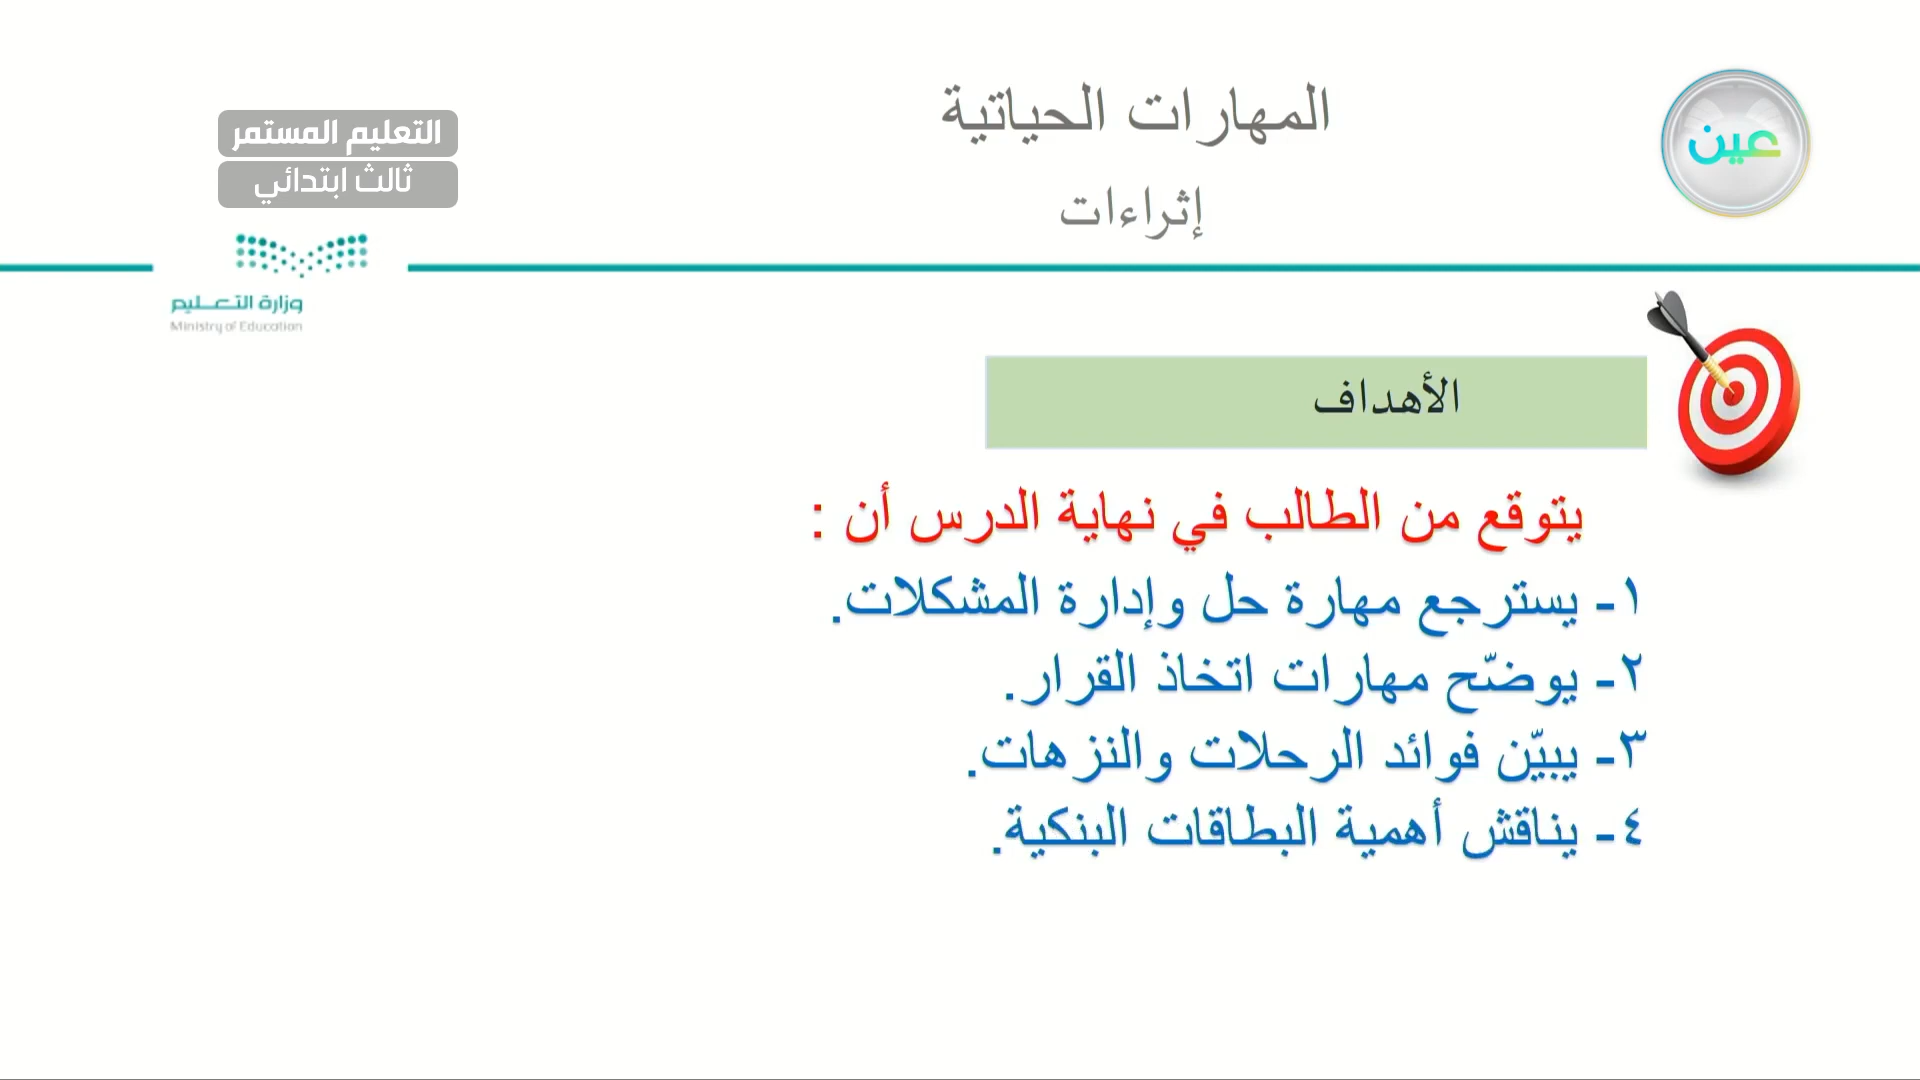 المهارات الحياتية
إثراءات
عين
التعليم المستمر
ثالث ابتدائي
وزارة التعليم
Ministry of Education
الأهداف
يتوقع من الطالب في نهاية الدرس أن :
١- يسترجع مهارة حل وإدارة المشكلات.
٢- يوضّح مهارات اتخاذ القرار.
٣- يبيّن فوائد الرحلات والنزهات.
٤- يناقش أهمية البطاقات البنكية.